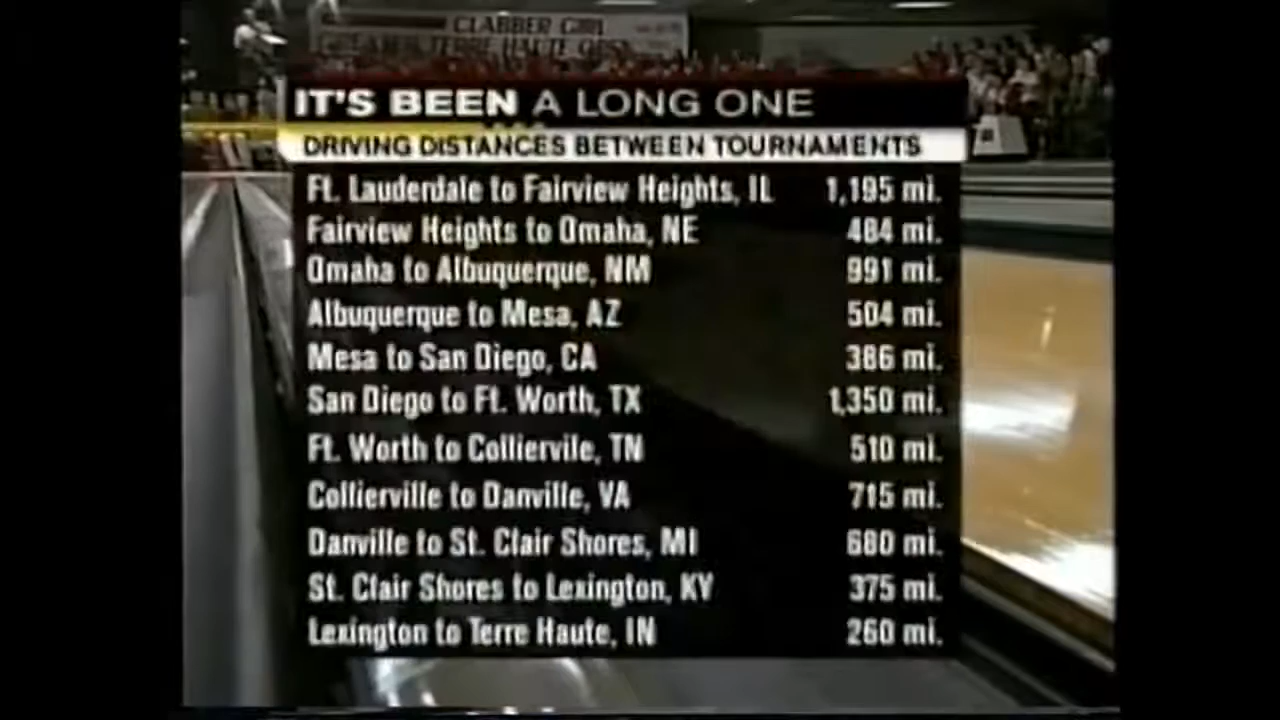 CLABBER GIRL
TERRE HAUTE
IT'S BEEN A LONG ONE
DRIVING DISTANCES BETWEEN TOURNAMENTS
Ft. Lauderdale to Fairview Heights, IL 1,195 mi.
Fairview Heights to Omaha, NE 484 mi.
Omaha to Albuquerque, NM 991 mi.
Albuquerque to Mesa, AZ 504 mi.
Mesa to San Diego, CA 386 mi.
San Diego to Ft. Worth, TX 1,350 mi.
Ft. Worth to Colliervile, TN 510 mi.
Collierville to Danville, VA 715 mi.
Danville to St. Clair Shores, MI 680 mi.
St. Clair Shores to Lexington, KY 375 mi.
Lexington to Terre Haute, IN 260 mi.